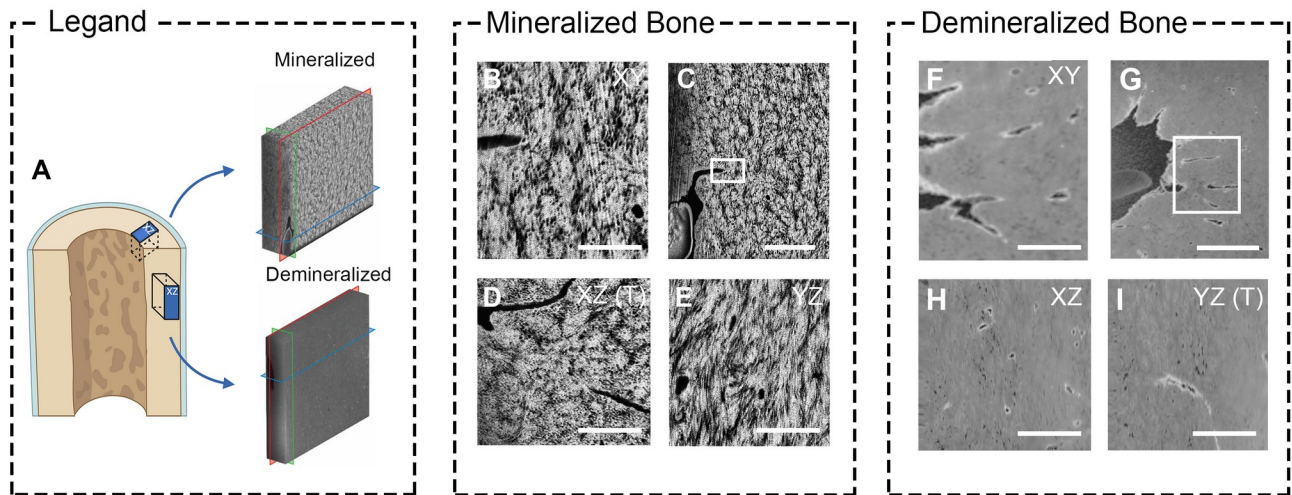 Legand
Mineralized
A
XZ
XZ
Demineralized
Mineralized Bone
B XY
C
D XZ (T)
E YZ
Demineralized Bone
F XY
G
H XZ
I YZ (T)